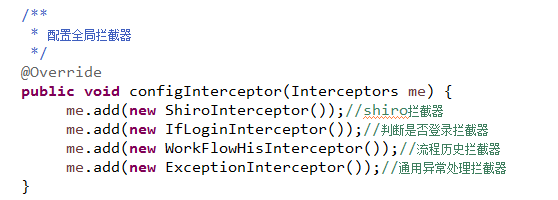 /**
 * 配置全局拦截器
 */
@Override
public void configInterceptor(Interceptors me) {
    me.add(new ShiroInterceptor());//shiro拦截器
    me.add(new IfLoginInterceptor());//判断是否登录拦截器
    me.add(new WorkFlowHisInterceptor());//流程历史拦截器
    me.add(new ExceptionInterceptor());//通用异常处理拦截器
}